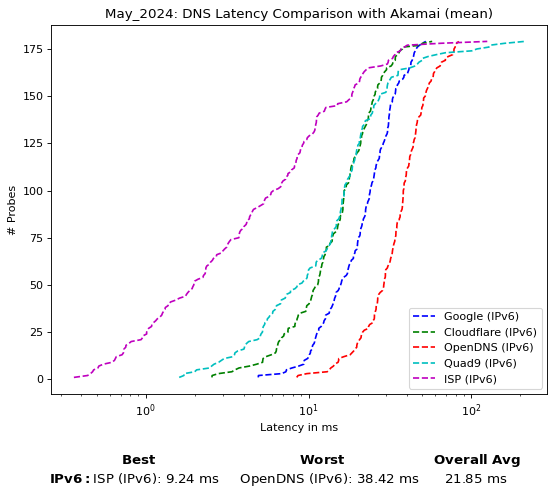 May_2024: DNS Latency Comparison with Akamai (mean)
175
150
125
100
75
50
25
0
# Probes
10⁰ 10¹ 10²
Latency in ms
Google (IPv6)
Cloudflare (IPv6)
OpenDNS (IPv6)
Quad9 (IPv6)
ISP (IPv6)
Best Worst Overall Avg
IPv6: ISP (IPv6): 9.24 ms OpenDNS (IPv6): 38.42 ms 21.85 ms